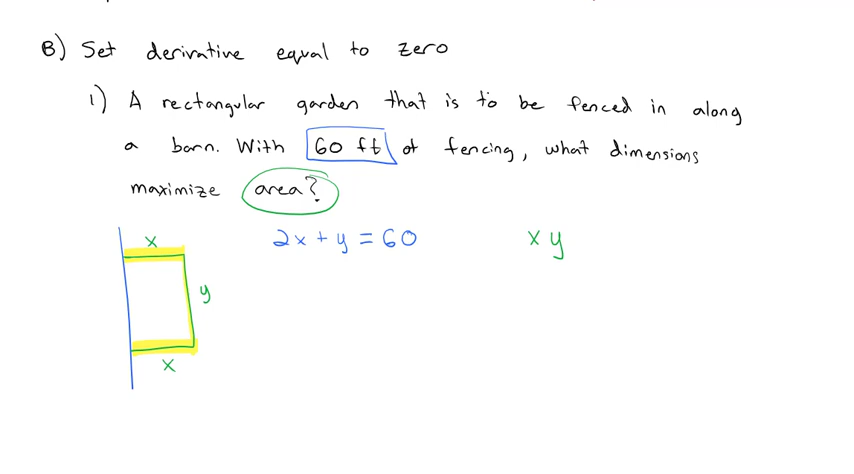 B) Set derivative equal to zero
1) A rectangular garden that is to be fenced in along
a barn. With 60 ft of fencing, what dimensions
maximize area?
x
2x + y = 60
xy
y
x